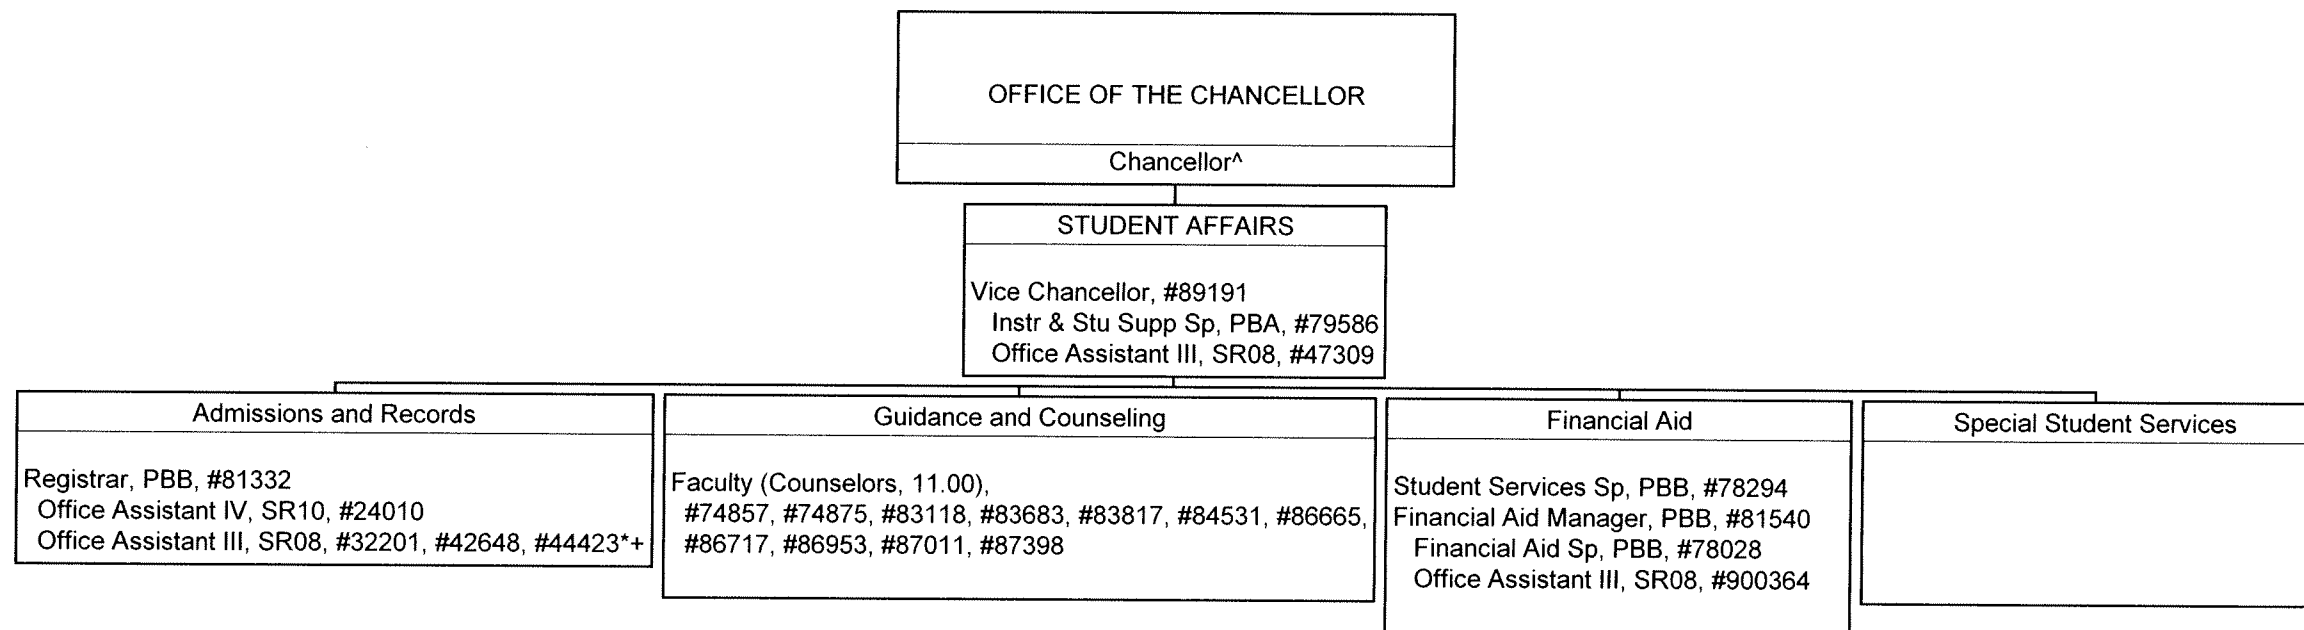 OFFICE OF THE CHANCELLOR
Chancellor^
STUDENT AFFAIRS
Vice Chancellor, #89191
Instr & Stu Supp Sp, PBA, #79586
Office Assistant III, SR08, #47309
Admissions and Records
Registrar, PBB, #81332
Office Assistant IV, SR10, #24010
Office Assistant III, SR08, #32201, #42648, #44423*+
Guidance and Counseling
Faculty (Counselors, 11.00),
#74857, #74875, #83118, #83683, #83817, #84531, #86665,
#86717, #86953, #87011, #87398
Financial Aid
Student Services Sp, PBB, #78294
Financial Aid Manager, PBB, #81540
Financial Aid Sp, PBB, #78028
Office Assistant III, SR08, #900364
Special Student Services